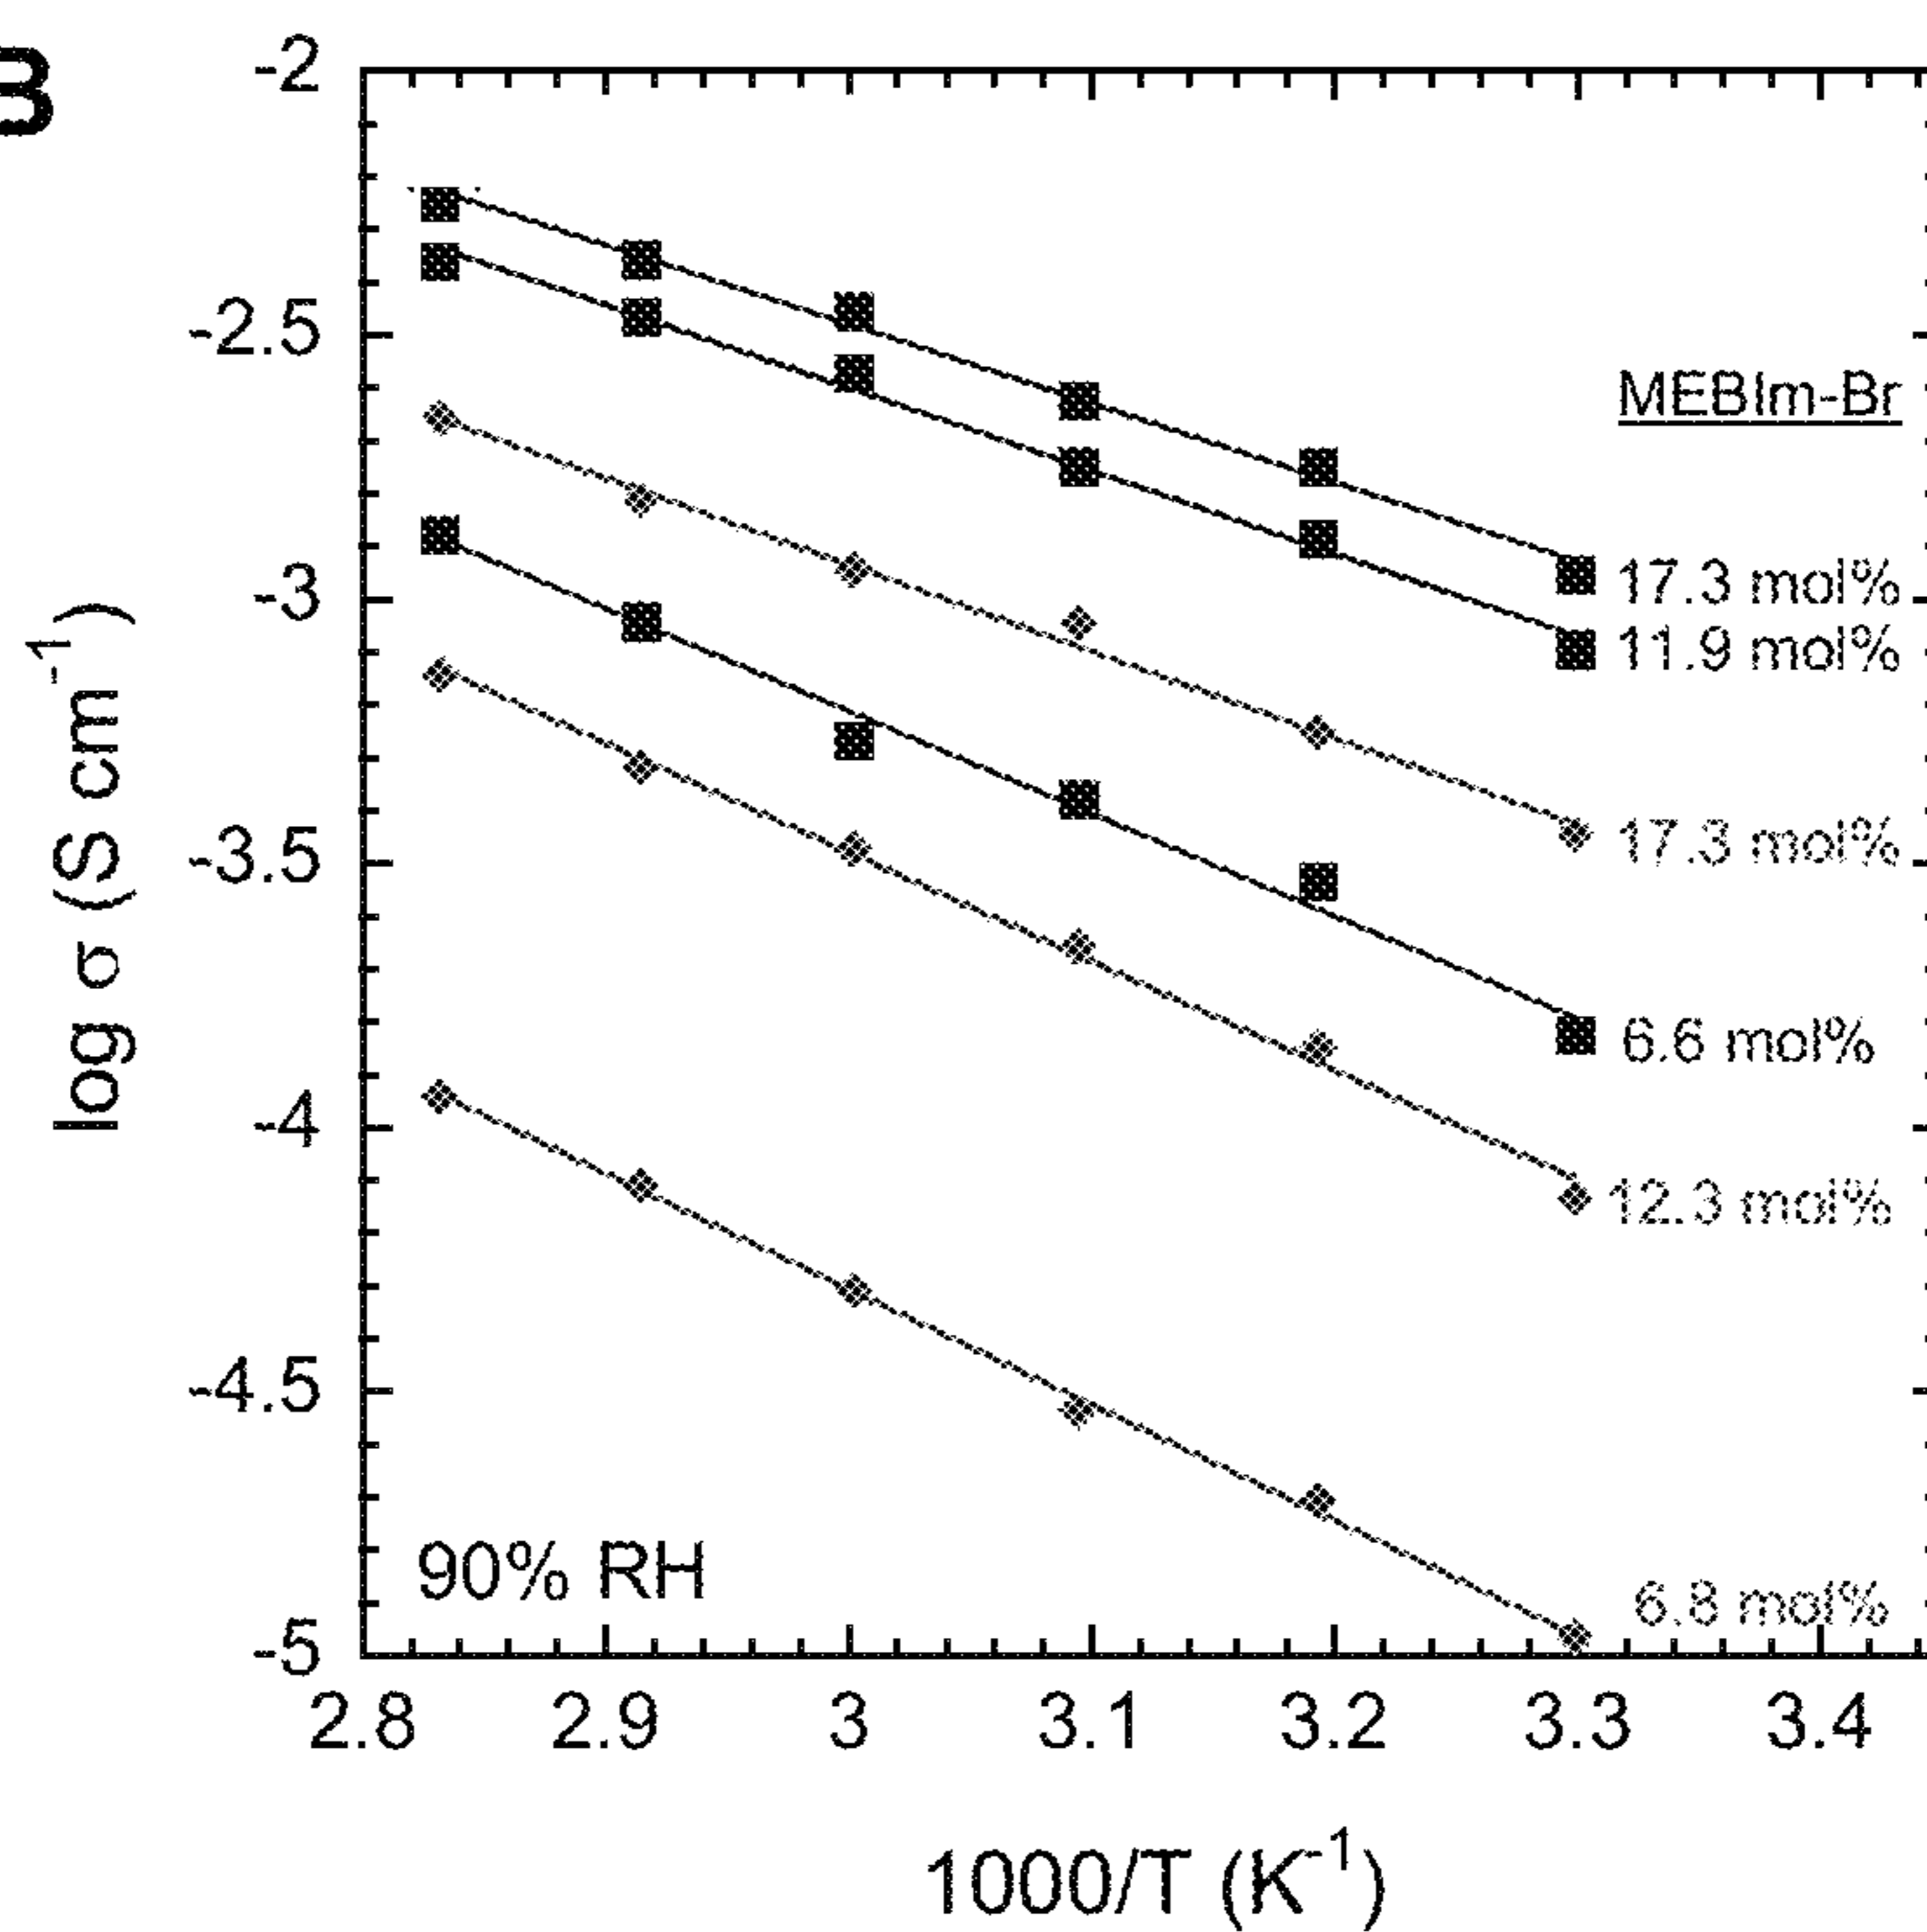 B
-2
-2.5
-3
-3.5
-4
-4.5
-5
log σ (S cm⁻¹)
MEBIm-Br
17.3 mol%
11.9 mol%
17.3 mol%
6.6 mol%
12.3 mol%
6.8 mol%
90% RH
2.8 2.9 3 3.1 3.2 3.3 3.4
1000/T (K⁻¹)